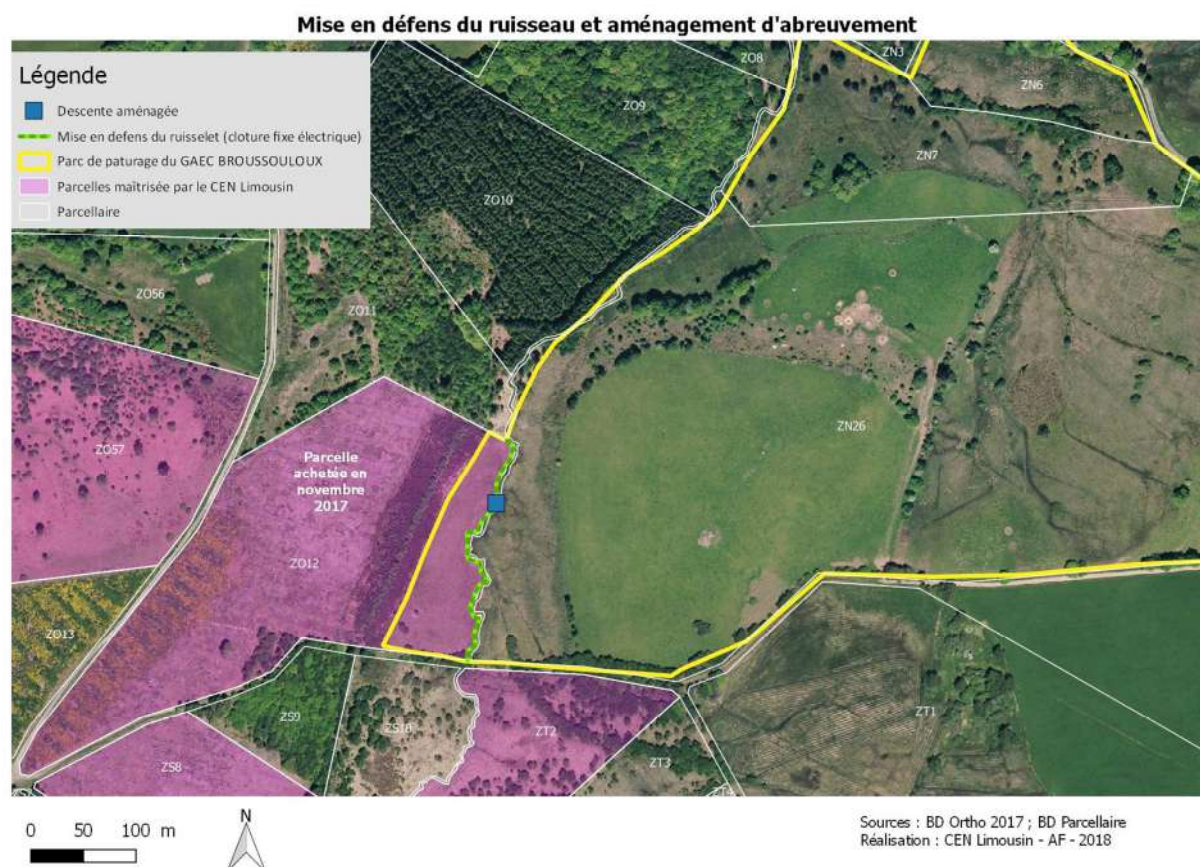 Mise en défens du ruisseau et aménagement d'abreuvement
Légende
Descente aménagée
Mise en defens du ruisselet (cloture fixe électrique)
Parc de paturage du GAEC BROUSSOULOUX
Parcelles maîtrisée par le CEN Limousin
Parcellaire
ZO8
ZN3
ZN6
ZO9
ZN7
ZO10
ZO56
ZO11
ZN26
ZO57
Parcelle
achetée en
novembre
2017
ZO12
ZO13
ZS9
ZS10
ZT2
ZT1
ZS8
ZT3
ZT4
0 50 100 m
N
Sources : BD Ortho 2017 ; BD Parcellaire
Réalisation : CEN Limousin - AF - 2018